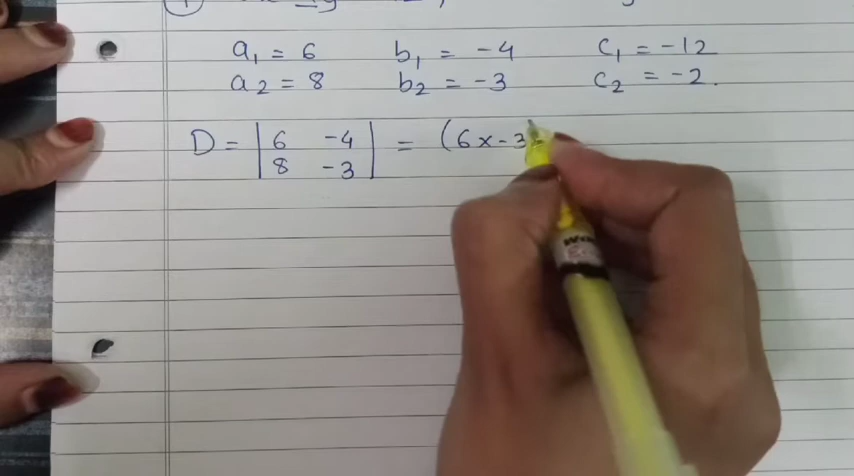 a₁ = 6 b₁ = -4 c₁ = -12
a₂ = 8 b₂ = -3 c₂ = -2.
D = | 6 -4 | = (6x-3
8 -3